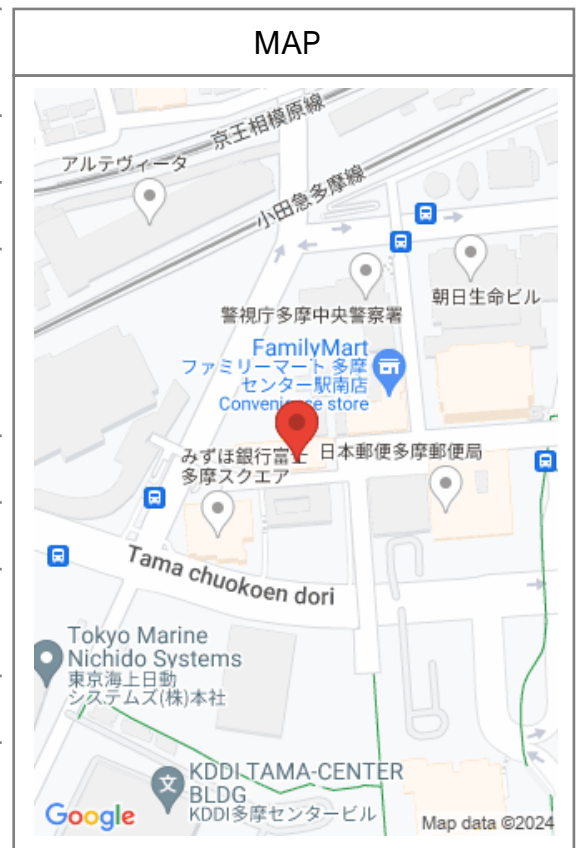 MAP
京王相模原線
アルテヴィータ
小田急多摩線
朝日生命ビル
警視庁多摩中央警察署
FamilyMart
ファミリーマート 多摩
センター駅南店
Convenience store
みずほ銀行富士
多摩スクエア
日本郵便多摩郵便局
Tama chuokoen dori
Tokyo Marine
Nichido Systems
東京海上日動
システムズ(株)本社
KDDI TAMA-CENTER
BLDG
KDDI多摩センタービル
Google
Map data ©2024